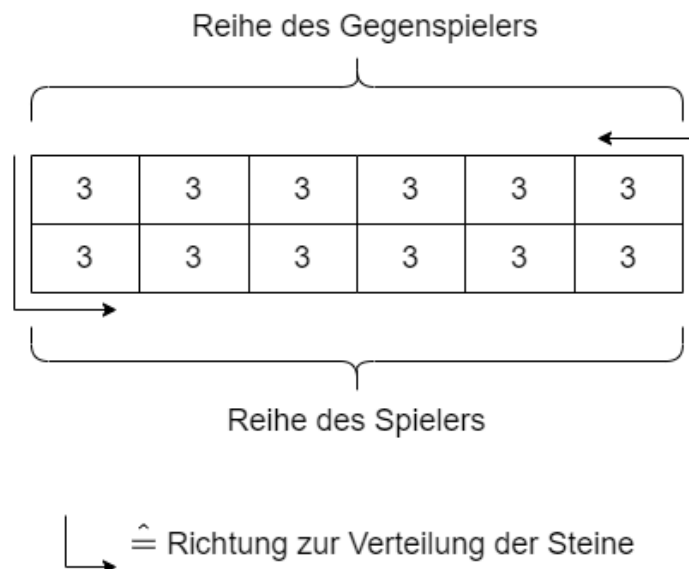 Reihe des Gegenspielers
3 3 3 3 3 3
3 3 3 3 3 3
Reihe des Spielers
≙ Richtung zur Verteilung der Steine